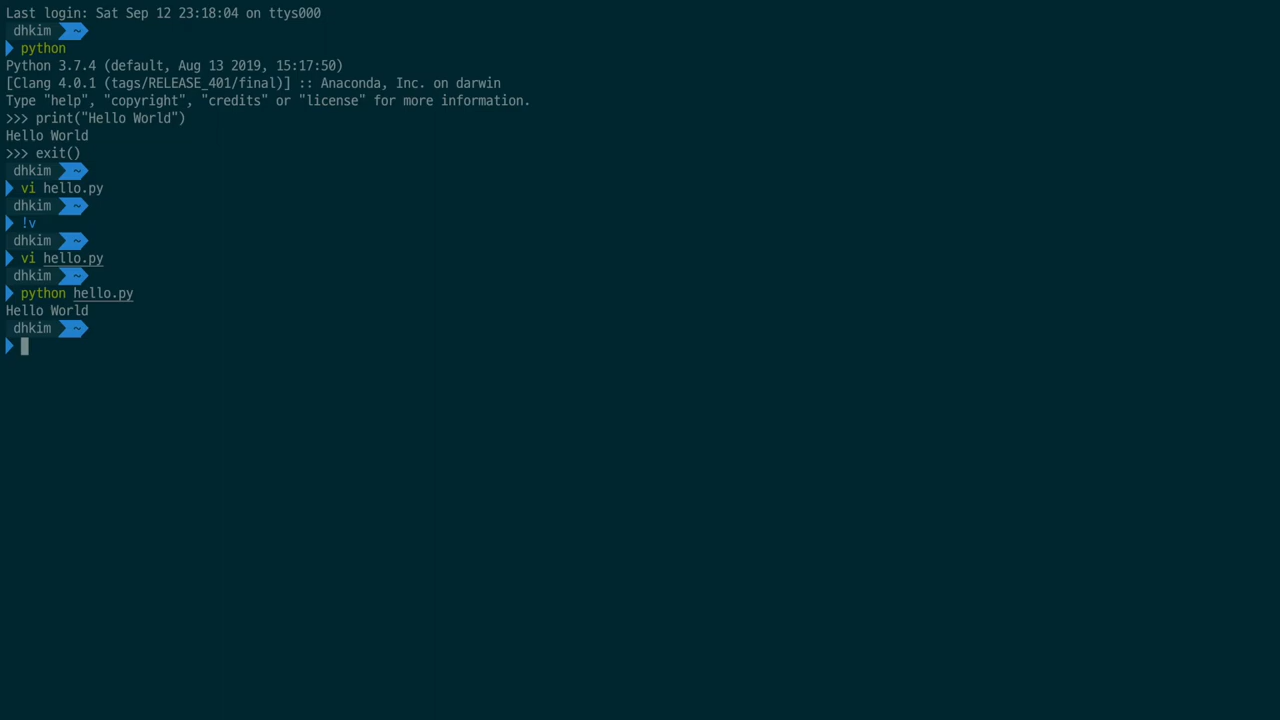 Last login: Sat Sep 12 23:18:04 on ttys000
dhkim ~
python
Python 3.7.4 (default, Aug 13 2019, 15:17:50)
[Clang 4.0.1 (tags/RELEASE_401/final)] :: Anaconda, Inc. on darwin
Type "help", "copyright", "credits" or "license" for more information.
>>> print("Hello World")
Hello World
>>> exit()
dhkim ~
vi hello.py
dhkim ~
!v
dhkim ~
vi hello.py
dhkim ~
python hello.py
Hello World
dhkim ~